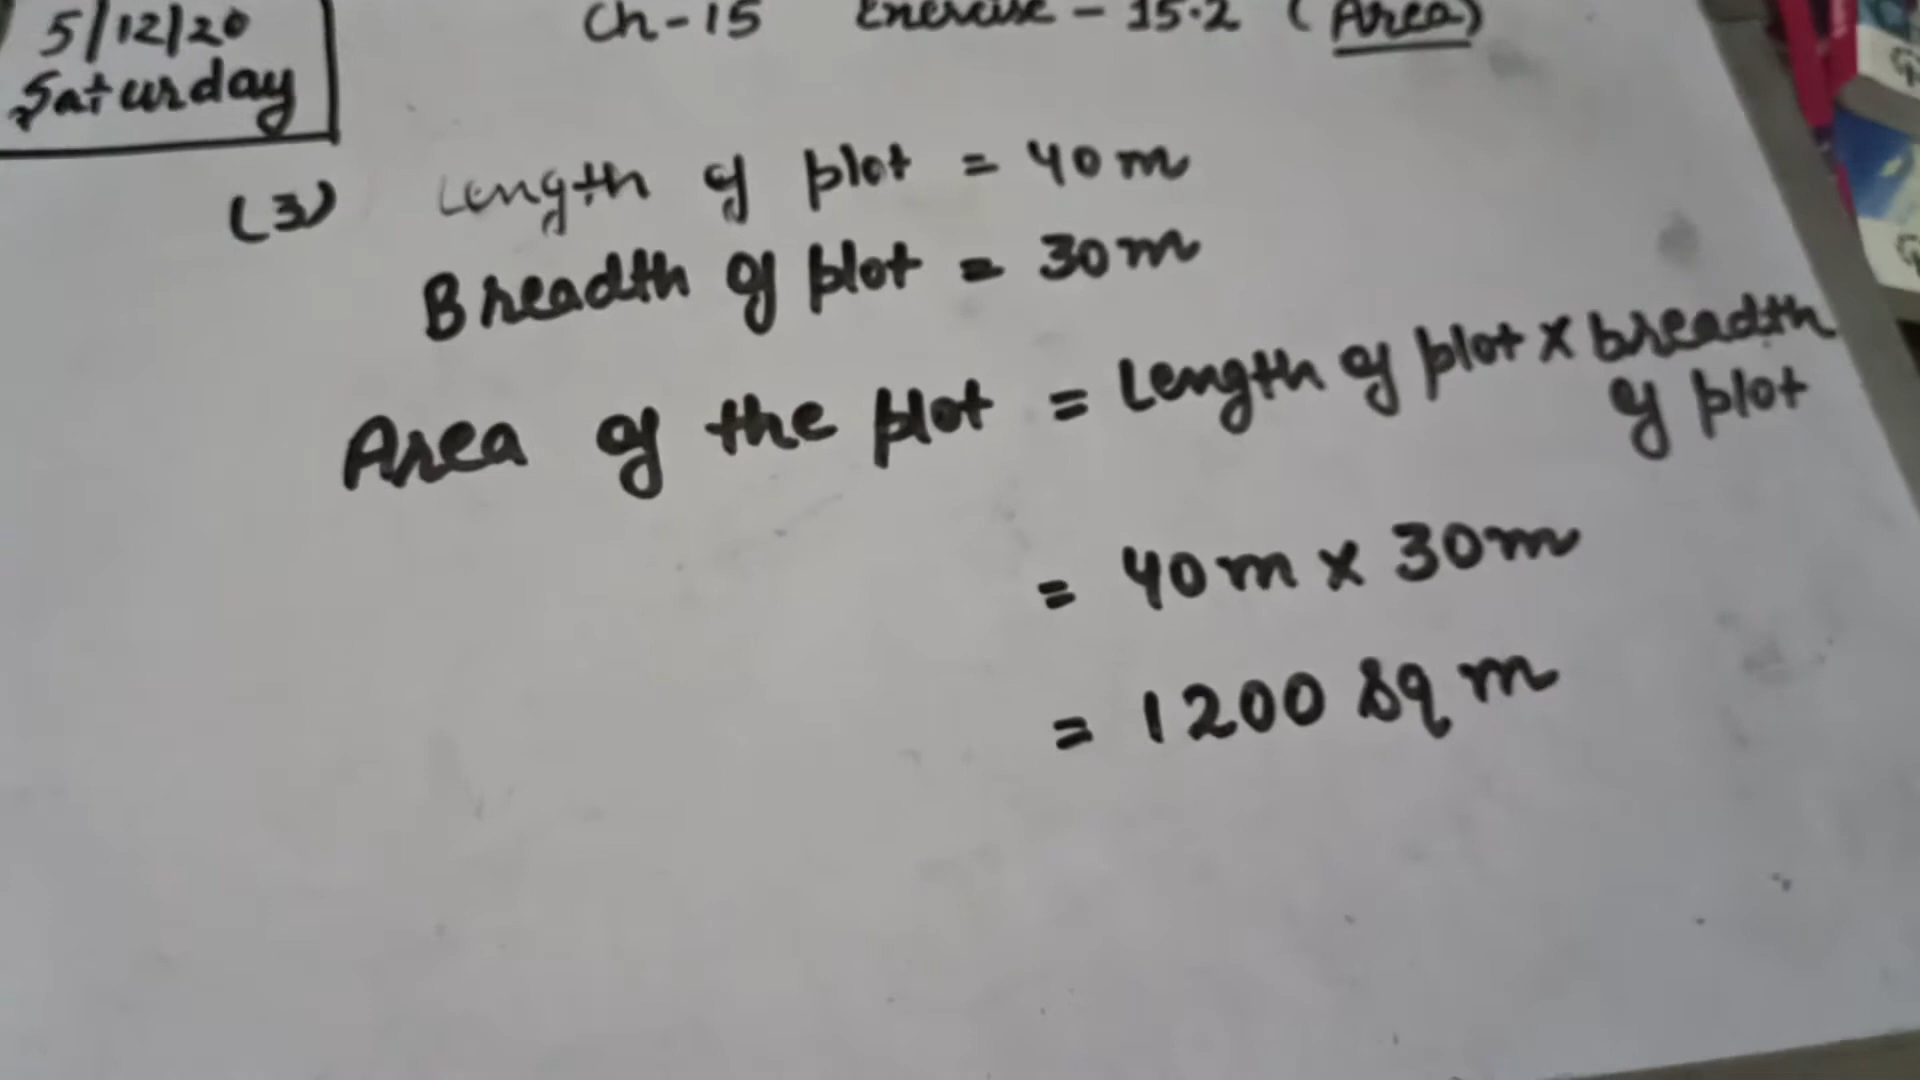 5/12/20
Saturday
Ch-15 Exercise - 15.2 (Area)
(3) Length of plot = 40 m
Breadth of plot = 30 m
Area of the plot = Length of plot x breadth
of plot
= 40 m x 30 m
= 1200 sq m